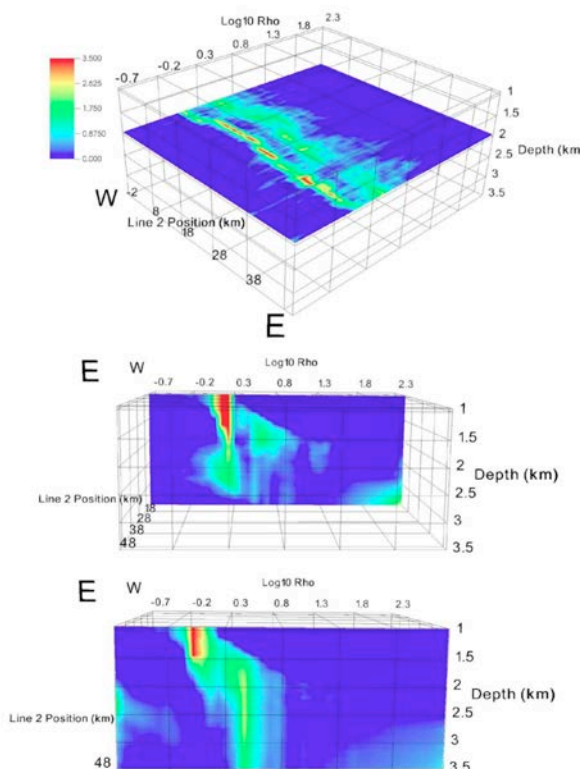 Log10 Rho
-0.7 -0.2 0.3 0.8 1.3 1.8 2.3
3.500
2.625
1.750
0.8750
0.000
1
1.5
2
2.5
3
3.5
Depth (km
W
-2
8
18
28
38
Line 2 Position (km)
E
E W
Log10 Rho
-0.7 -0.2 0.3 0.8 1.3 2.3
1
1.5
2
2.5
3
3.5
Depth (km)
Line 2 Position (km)
18
28
38
48
E W
Log10 Rho
-0.7 -0.2 0.3 0.8 1.3 1.8 2.3
1
1.5
2
2.5
3
3.5
Depth (km)
Line 2 Position (km)
48